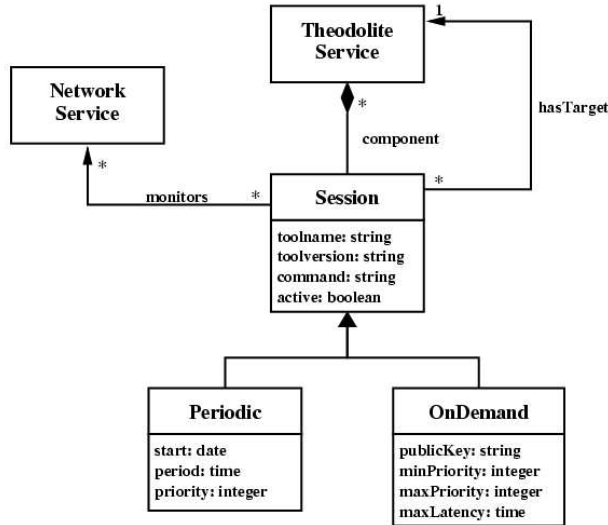 1
Theodolite
Service
Network
Service
hasTarget
*
component
*
monitors
*
*
Session
toolname: string
toolversion: string
command: string
active: boolean
Periodic
start: date
period: time
priority: integer
OnDemand
publicKey: string
minPriority: integer
maxPriority: integer
maxLatency: time